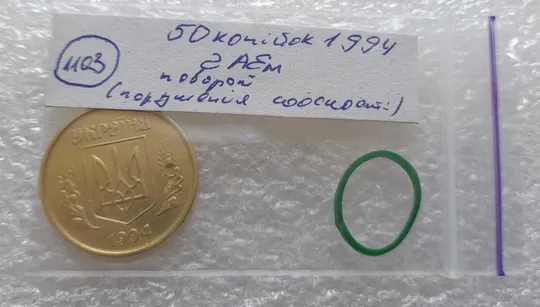 50 копійок 1994
1103
2 АЕм
поворот
(порушення соосності)
УКРАЇНА
1994